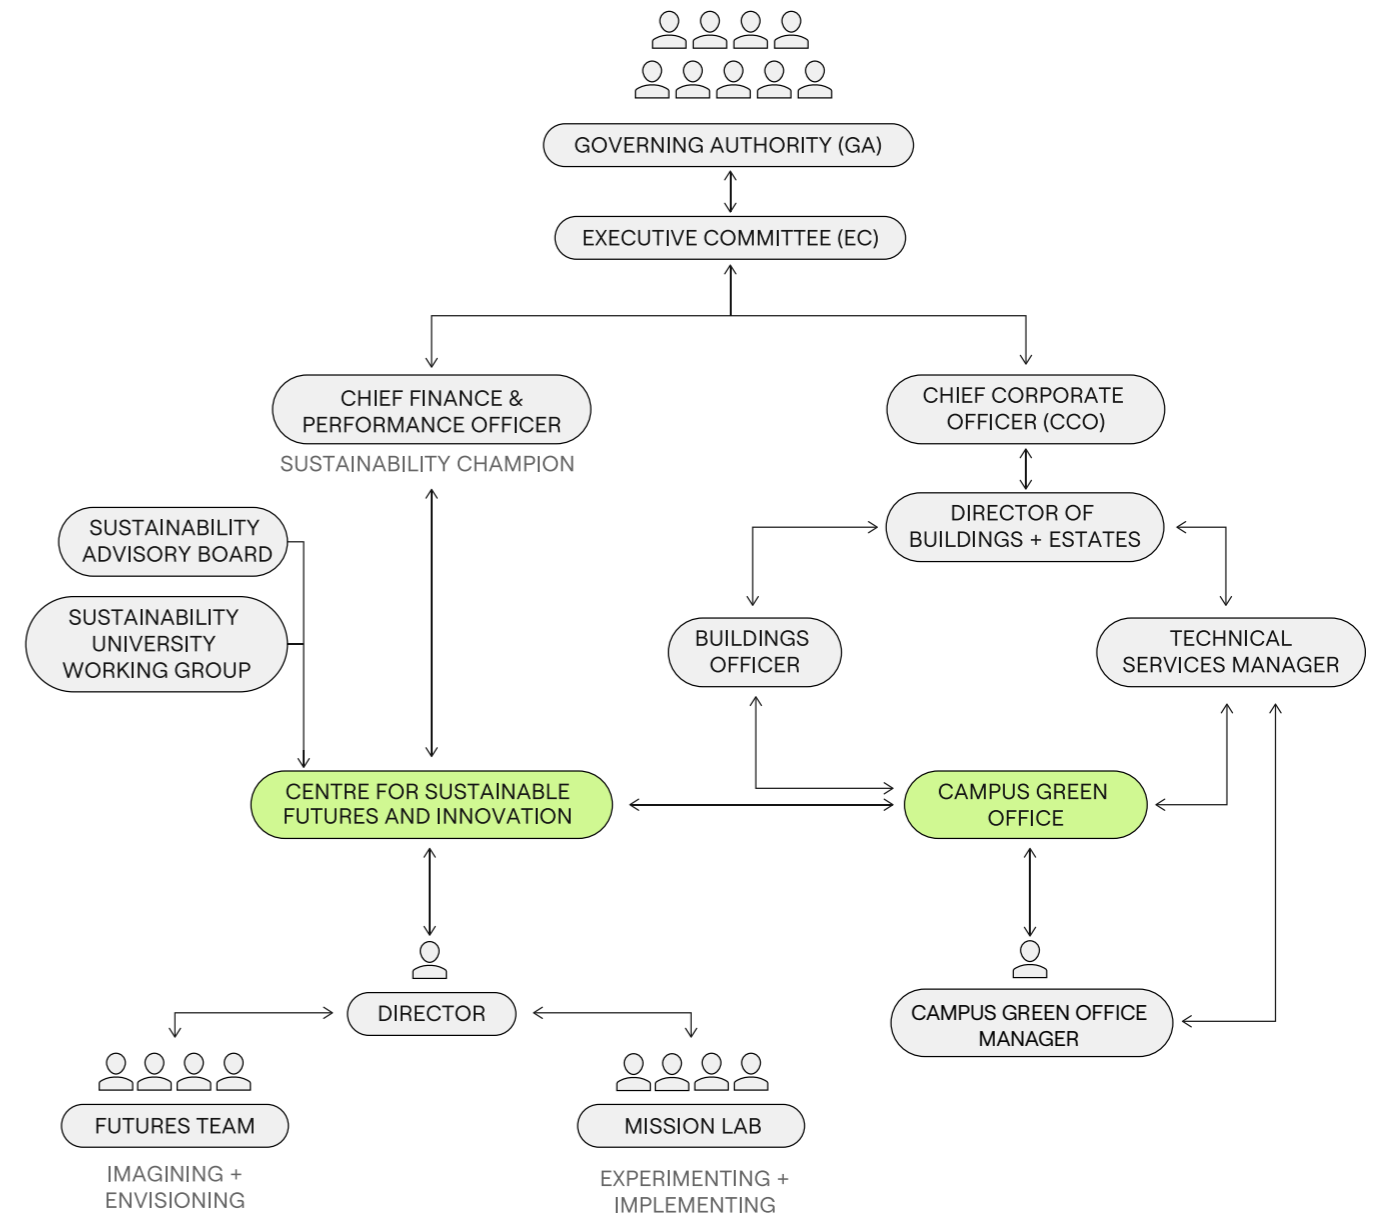 GOVERNING AUTHORITY (GA)
EXECUTIVE COMMITTEE (EC)
CHIEF FINANCE &
PERFORMANCE OFFICER
SUSTAINABILITY CHAMPION
CHIEF CORPORATE
OFFICER (CCO)
DIRECTOR OF
BUILDINGS + ESTATES
SUSTAINABILITY
ADVISORY BOARD
SUSTAINABILITY
UNIVERSITY
WORKING GROUP
BUILDINGS
OFFICER
TECHNICAL
SERVICES MANAGER
CENTRE FOR SUSTAINABLE
FUTURES AND INNOVATION
CAMPUS GREEN
OFFICE
DIRECTOR
CAMPUS GREEN OFFICE
MANAGER
FUTURES TEAM
IMAGINING +
ENVISIONING
MISSION LAB
EXPERIMENTING +
IMPLEMENTING